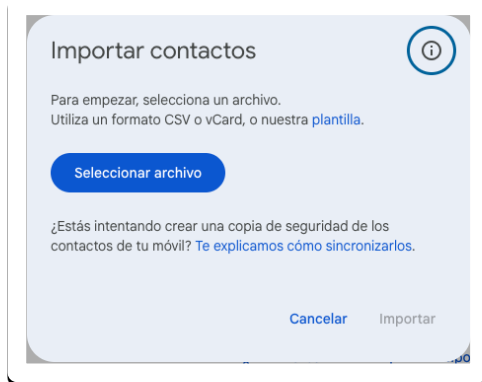 Importar contactos
Para empezar, selecciona un archivo.
Utiliza un formato CSV o vCard, o nuestra plantilla.
Seleccionar archivo
¿Estás intentando crear una copia de seguridad de los
contactos de tu móvil? Te explicamos cómo sincronizarlos.
Cancelar Importar